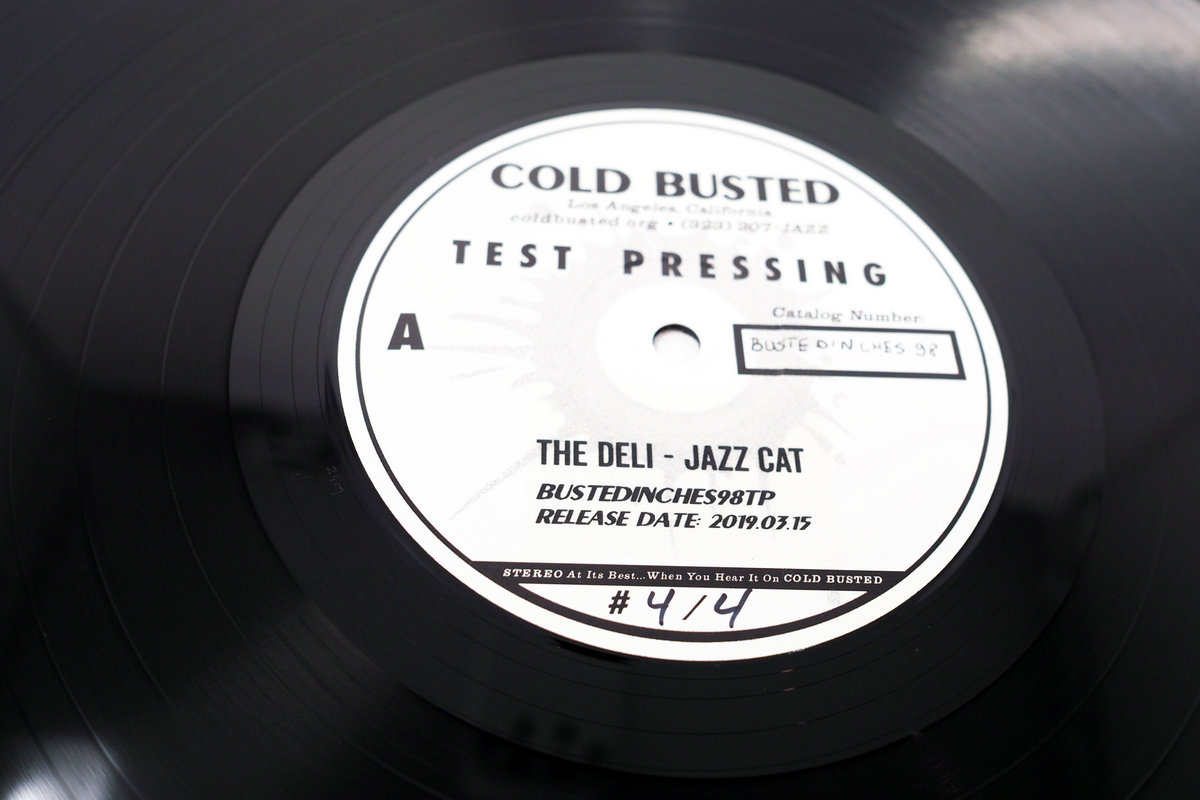 COLD BUSTED
Los Angeles, California
coldbusted.org • (323) 207-JAZZ
TEST PRESSING
A
Catalog Number:
BUSTEDINCHES 98
THE DELI - JAZZ CAT
BUSTEDINCHES98TP
RELEASE DATE: 2019.03.15
STEREO At Its Best...When You Hear It On COLD BUSTED
# 4/4